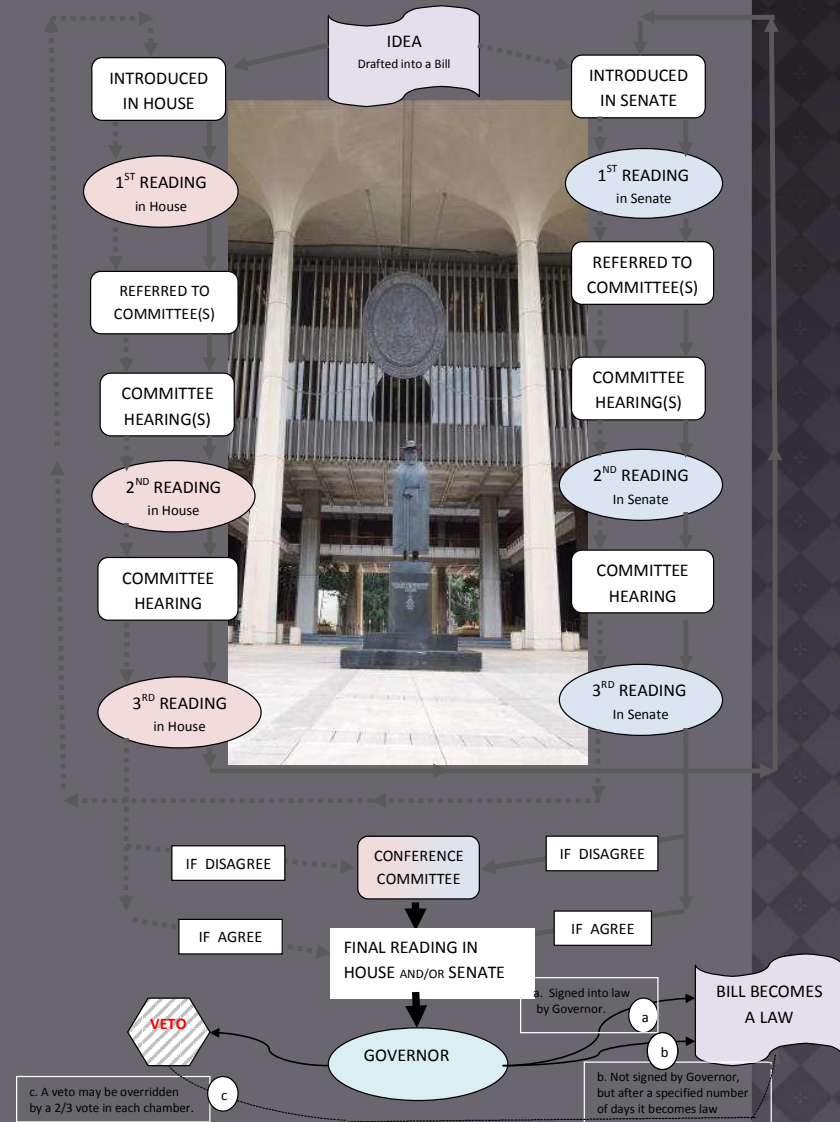 IDEA
Drafted into a Bill
INTRODUCED
IN HOUSE
1ST READING
in House
REFERRED TO
COMMITTEE(S)
COMMITTEE
HEARING(S)
2ND READING
in House
COMMITTEE
HEARING
3RD READING
in House
INTRODUCED
IN SENATE
1ST READING
in Senate
REFERRED TO
COMMITTEE(S)
COMMITTEE
HEARING(S)
2ND READING
In Senate
COMMITTEE
HEARING
3RD READING
In Senate
IF DISAGREE
CONFERENCE
COMMITTEE
IF DISAGREE
IF AGREE
FINAL READING IN
HOUSE AND/OR SENATE
IF AGREE
a. Signed into law
by Governor.
a
BILL BECOMES
A LAW
VETO
GOVERNOR
b
b. Not signed by Governor,
but after a specified number
of days it becomes law
c. A veto may be overridden
by a 2/3 vote in each chamber.
c